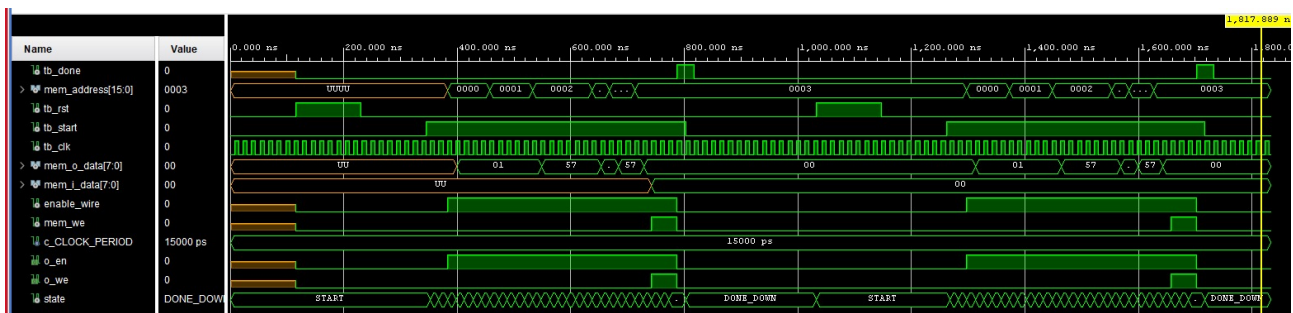 1,817.889 n
Name Value 0.000 ns 200.000 ns 400.000 ns 600.000 ns 800.000 ns 1,000.000 ns 1,200.000 ns 1,400.000 ns 1,600.000 ns 1,800.0
tb_done 0
mem_address[15:0] 0003 UUUU 0000 0001 0002 . ... 0003 0000 0001 0002 . ... 0003
tb_rst 0
tb_start 0
tb_clk 0
mem_o_data[7:0] 00 UU 01 57 . 57 00 01 57 . 57 00
mem_i_data[7:0] 00 UU 00
enable_wire 0
mem_we 0
c_CLOCK_PERIOD 15000 ps 15000 ps
o_en 0
o_we 0
state DONE_DOWN START . DONE_DOWN START . DONE_DOWN